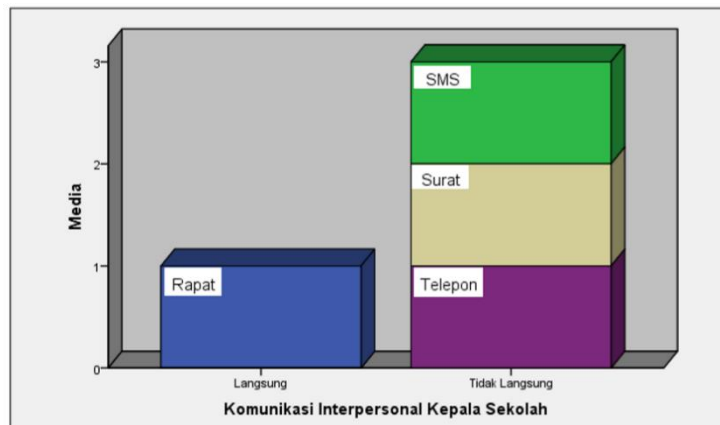 Media
3
2
1
0
SMS
Surat
Rapat
Telepon
Langsung
Tidak Langsung
Komunikasi Interpersonal Kepala Sekolah